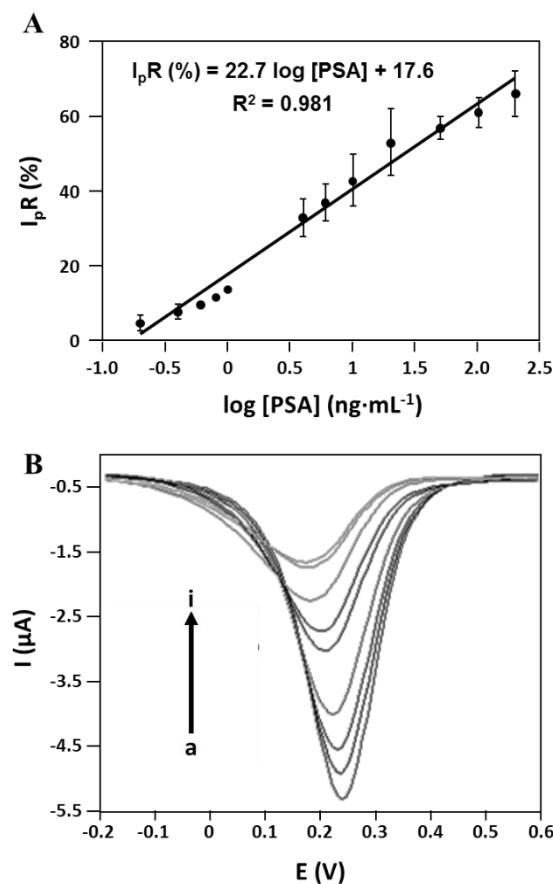 A
80
60
40
20
0
IₚR (%)
IₚR (%) = 22.7 log [PSA] + 17.6
R² = 0.981
-1.0 -0.5 0.0 0.5 1.0 1.5 2.0 2.5
log [PSA] (ng·mL⁻¹)
B
-0.5
-1.5
-2.5
-3.5
-4.5
-5.5
I (µA)
i
a
-0.2 -0.1 0 0.1 0.2 0.3 0.4 0.5 0.6
E (V)